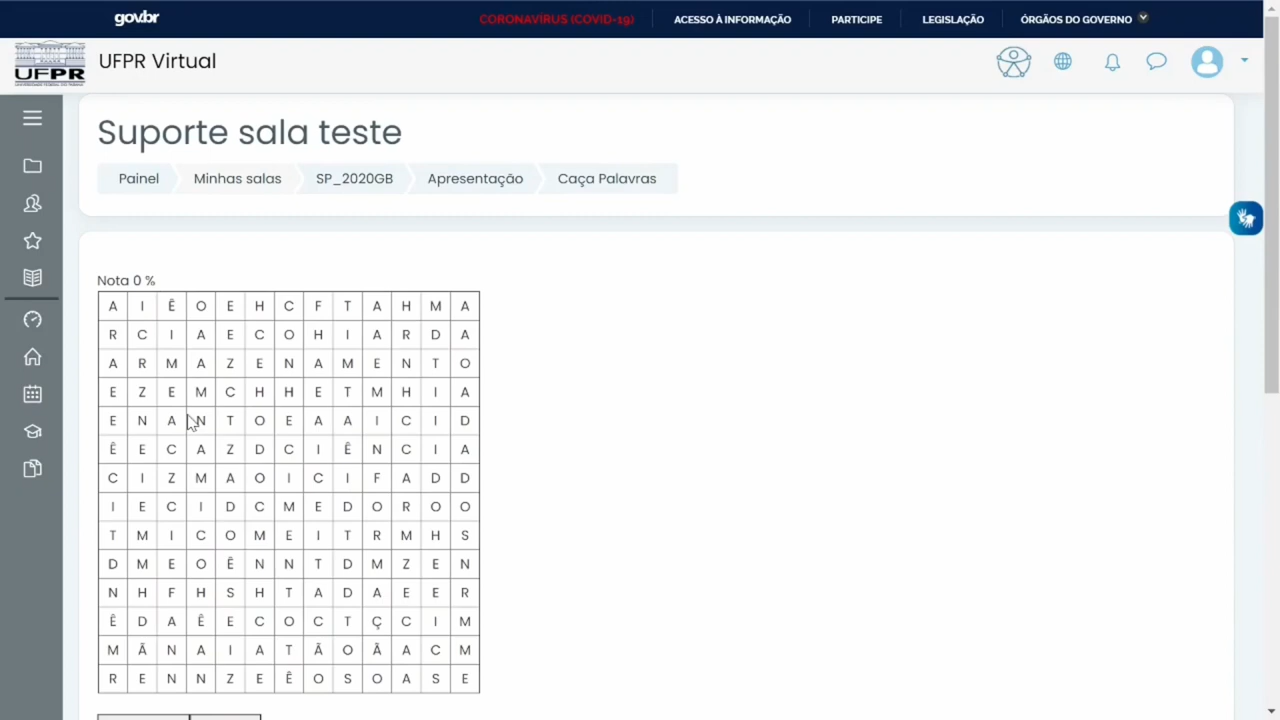 gov.br
CORONAVÍRUS (COVID-19)
ACESSO À INFORMAÇÃO
PARTICIPE
LEGISLAÇÃO
ÓRGÃOS DO GOVERNO
UFPR
UFPR Virtual
Suporte sala teste
Painel
Minhas salas
SP_2020GB
Apresentação
Caça Palavras
Nota 0 %
A I Ê O E H C F T A H M A
R C I A E C O H I A R D A
A R M A Z E N A M E N T O
E Z E M C H H E T M H I A
E N A N T O E A A I C I D
Ê E C A Z D C I Ê N C I A
C I Z M A O I C I F A D D
I E C I D C M E D O R O O
T M I C O M E I T R M H S
D M E O Ê N N T D M Z E N
N H F H S H T A D A E E R
Ê D A Ê E C O C T Ç C I M
M Ã N A I A T Ã O Ã A C M
R E N N Z E Ê O S O A S E